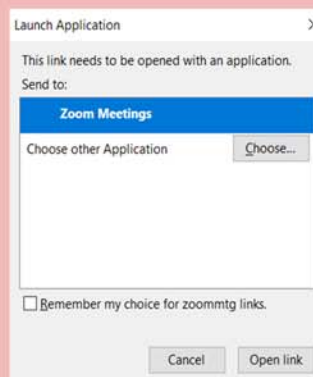 Launch Application
This link needs to be opened with an application.
Send to:
Zoom Meetings
Choose other Application Choose...
Remember my choice for zoommtg links.
Cancel Open link